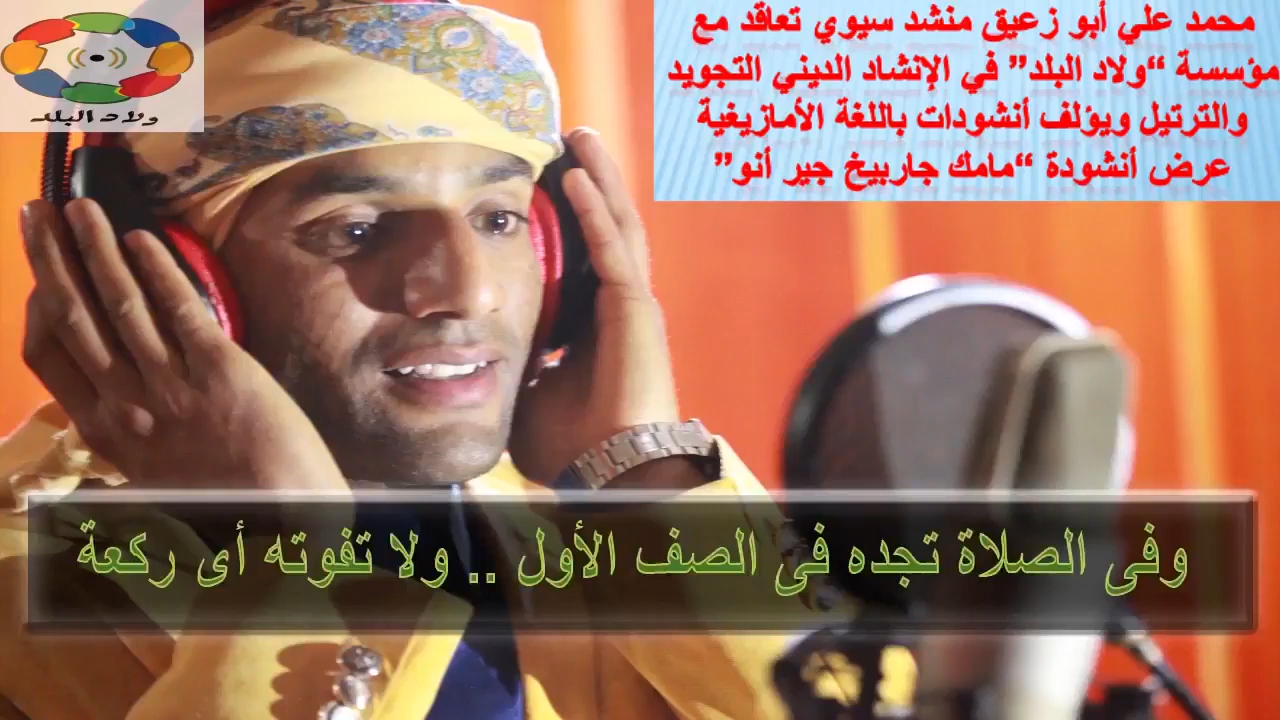 محمد علي أبو زعيق منشد سيوي تعاقد مع
مؤسسة “ولاد البلد” في الإنشاد الديني التجويد
والترتيل ويؤلف أنشودات باللغة الأمازيغية
عرض أنشودة “مامك جاربيخ جير أنو”
ولاد البلد
وفى الصلاة تجده فى الصف الأول .. ولا تفوته أى ركعة